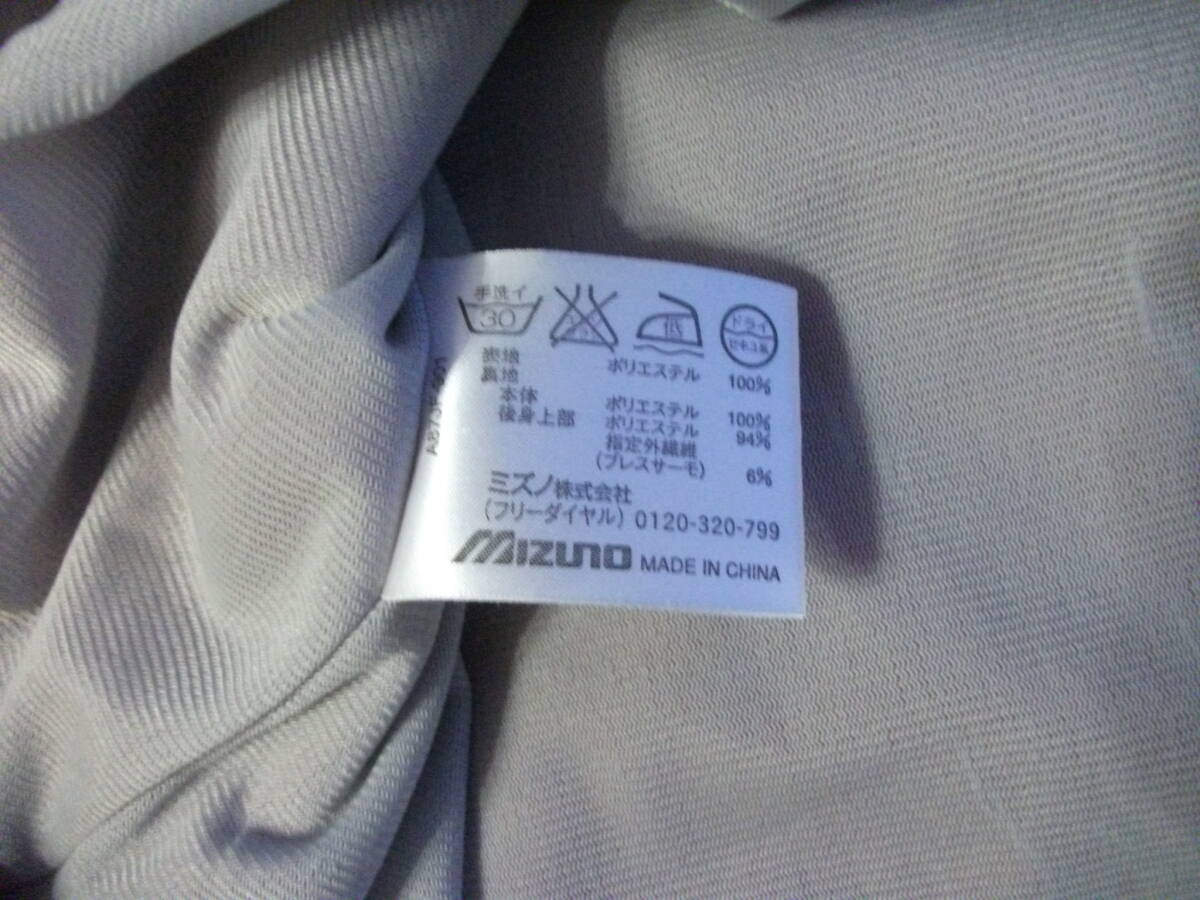 手洗イ
30
低
ドライ
セキユ系
表地
ポリエステル 100%
裏地
本体 ポリエステル 100%
後身上部 ポリエステル 94%
指定外繊維
(ブレスサーモ) 6%
ミズノ株式会社
(フリーダイヤル) 0120-320-799
MIZUNO MADE IN CHINA